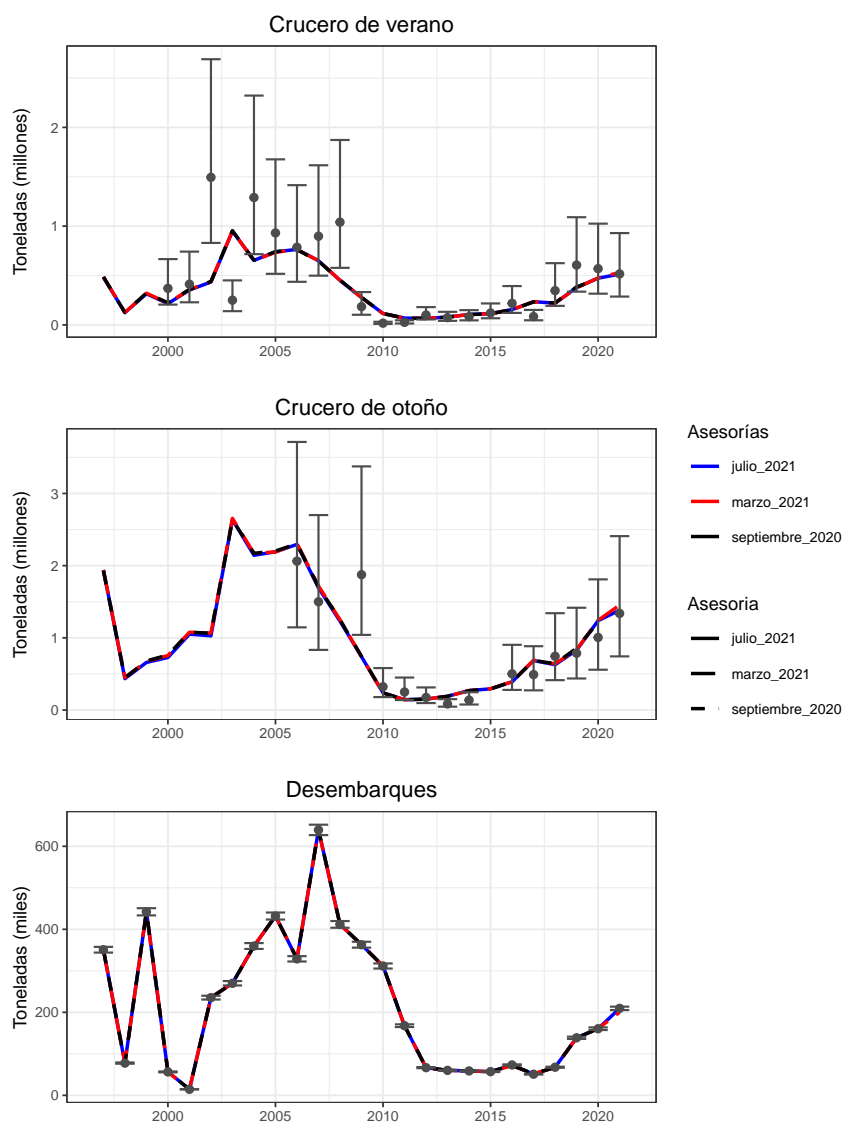 Crucero de verano
Toneladas (millones)
2
1
0
2000 2005 2010 2015 2020
Crucero de otoño
Toneladas (millones)
3
2
1
0
2000 2005 2010 2015 2020
Asesorías
julio_2021
marzo_2021
septiembre_2020
Asesoria
julio_2021
marzo_2021
septiembre_2020
Desembarques
Toneladas (miles)
600
400
200
0
2000 2005 2010 2015 2020